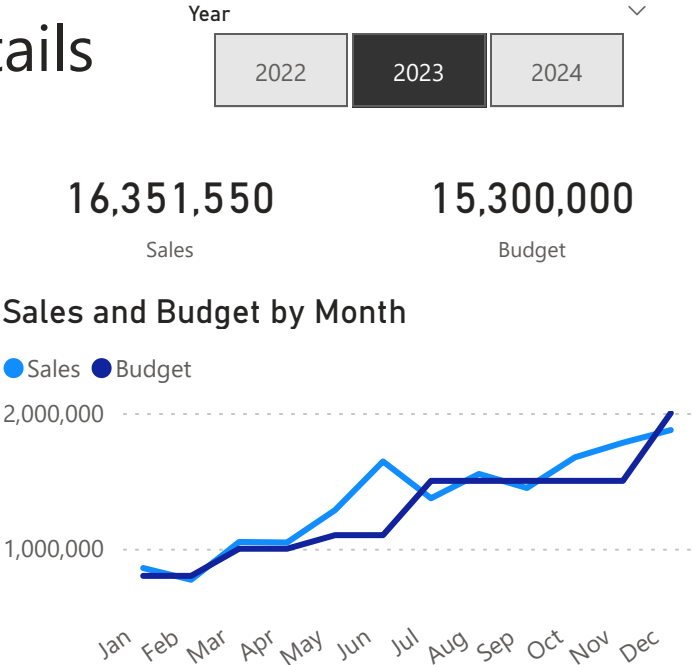 Year
tails
2022 2023 2024
16,351,550 15,300,000
Sales Budget
Sales and Budget by Month
Sales Budget
2,000,000
1,000,000
Jan Feb Mar Apr May Jun Jul Aug Sep Oct Nov Dec